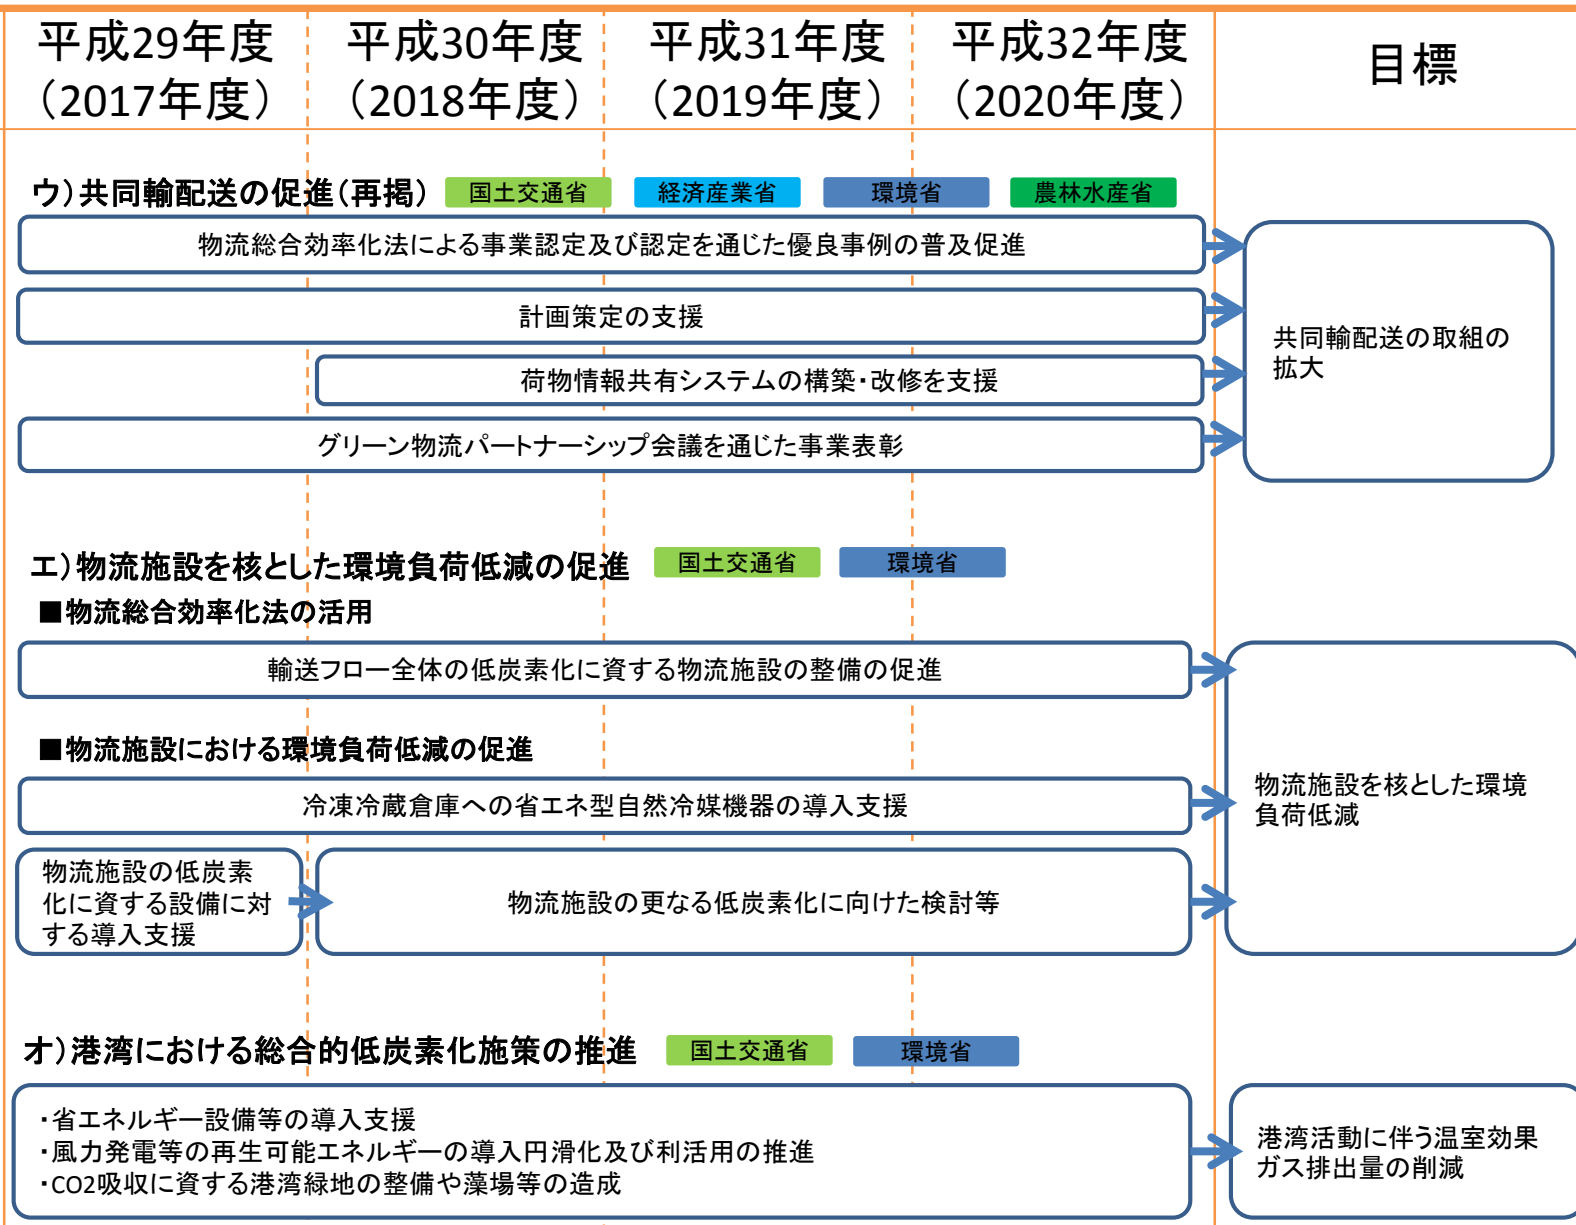 平成29年度
（2017年度）
平成30年度
（2018年度）
平成31年度
（2019年度）
平成32年度
（2020年度）
目標
ウ）共同輸配送の促進（再掲）
国土交通省
経済産業省
環境省
農林水産省
物流総合効率化法による事業認定及び認定を通じた優良事例の普及促進
計画策定の支援
荷物情報共有システムの構築・改修を支援
グリーン物流パートナーシップ会議を通じた事業表彰
共同輸配送の取組の
拡大
エ）物流施設を核とした環境負荷低減の促進
国土交通省
環境省
■物流総合効率化法の活用
輸送フロー全体の低炭素化に資する物流施設の整備の促進
■物流施設における環境負荷低減の促進
冷凍冷蔵倉庫への省エネ型自然冷媒機器の導入支援
物流施設の低炭素
化に資する設備に対
する導入支援
物流施設の更なる低炭素化に向けた検討等
物流施設を核とした環境
負荷低減
オ）港湾における総合的低炭素化施策の推進
国土交通省
環境省
・省エネルギー設備等の導入支援
・風力発電等の再生可能エネルギーの導入円滑化及び利活用の推進
・CO2吸収に資する港湾緑地の整備や藻場等の造成
港湾活動に伴う温室効果
ガス排出量の削減